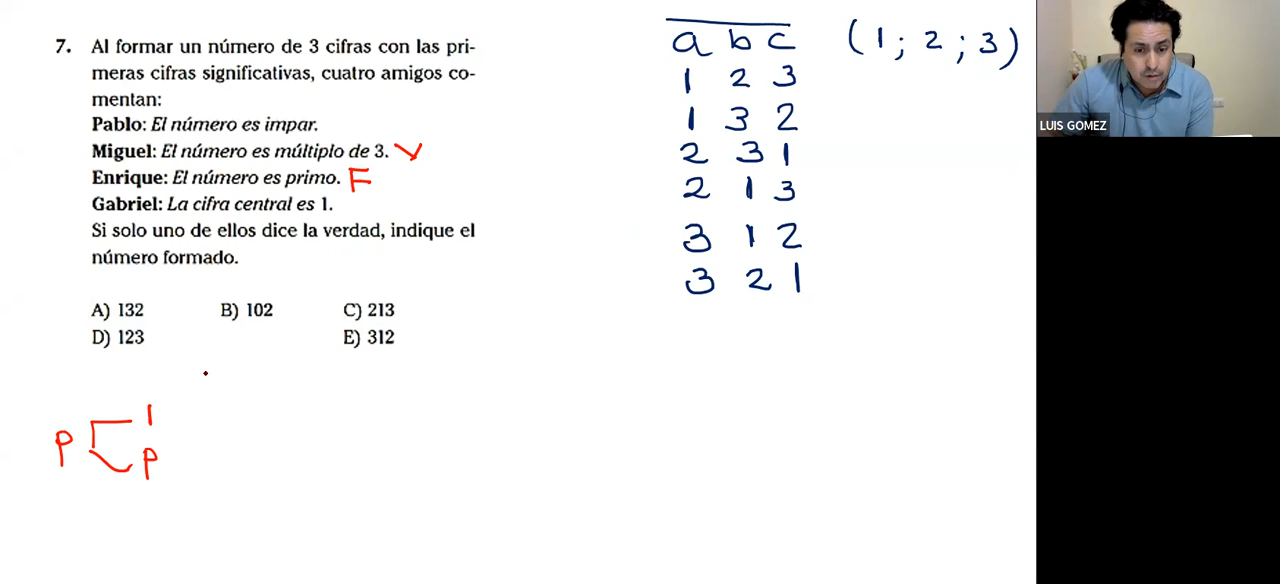 7. Al formar un número de 3 cifras con las pri-
meras cifras significativas, cuatro amigos co-
mentan:
Pablo: El número es impar.
Miguel: El número es múltiplo de 3. V
Enrique: El número es primo. F
Gabriel: La cifra central es 1.
Si solo uno de ellos dice la verdad, indique el
número formado.
A) 132 B) 102 C) 213
D) 123 E) 312
P 1
P
a b c (1; 2; 3)
1 2 3
1 3 2
2 3 1
2 1 3
3 1 2
3 2 1
LUIS GOMEZ